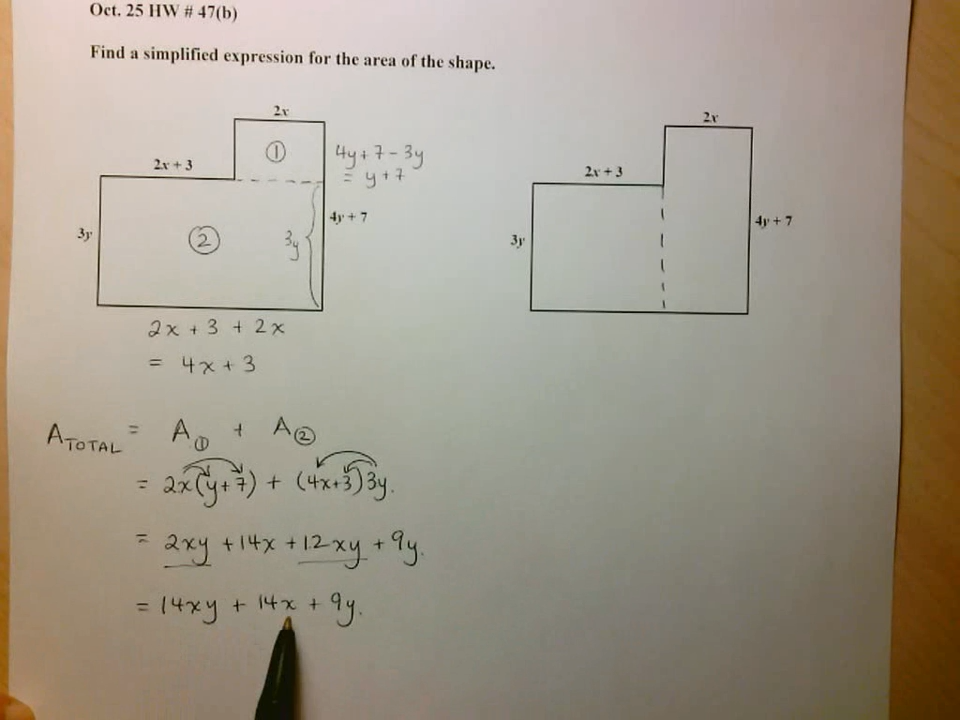 Oct. 25 HW # 47(b)
Find a simplified expression for the area of the shape.
2x
①
4y + 7 - 3y
= y + 7
2x + 3
3y
②
3y
4y + 7
2x + 3 + 2x
= 4x + 3
2x
2x + 3
3y
4y + 7
A TOTAL = A① + A②
= 2x(y+7) + (4x+3)3y.
= 2xy + 14x + 12xy + 9y.
= 14xy + 14x + 9y.